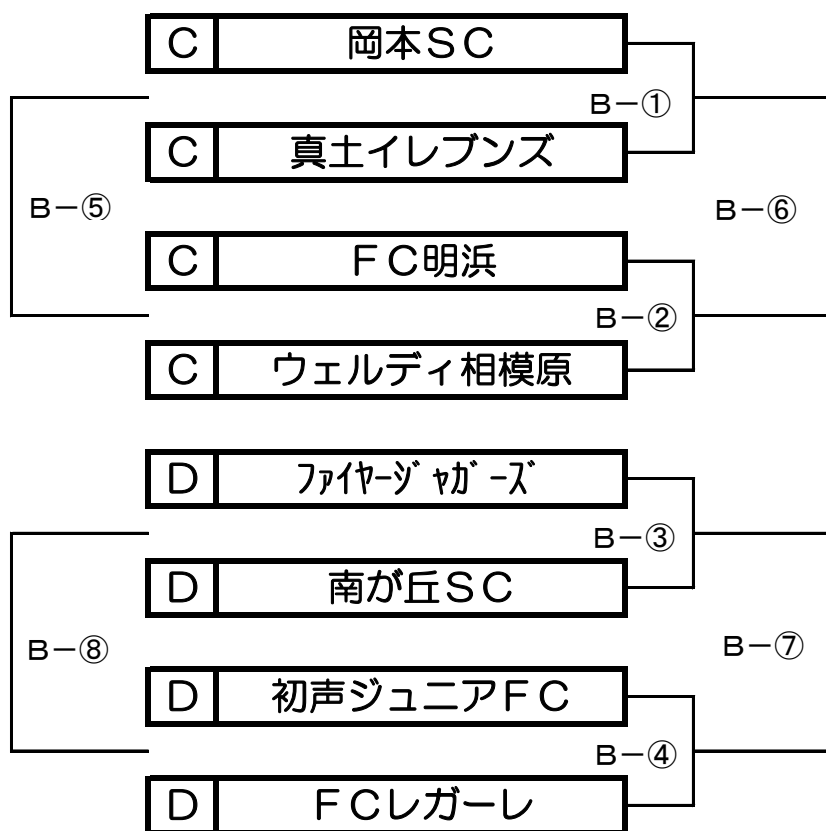 C 岡本SC
B-①
C 真土イレブンズ
B-⑤
B-⑥
C FC明浜
B-②
C ウェルディ相模原
D ファイヤージャガーズ
B-③
D 南が丘SC
B-⑧
B-⑦
D 初声ジュニアFC
B-④
D FCレガーレ